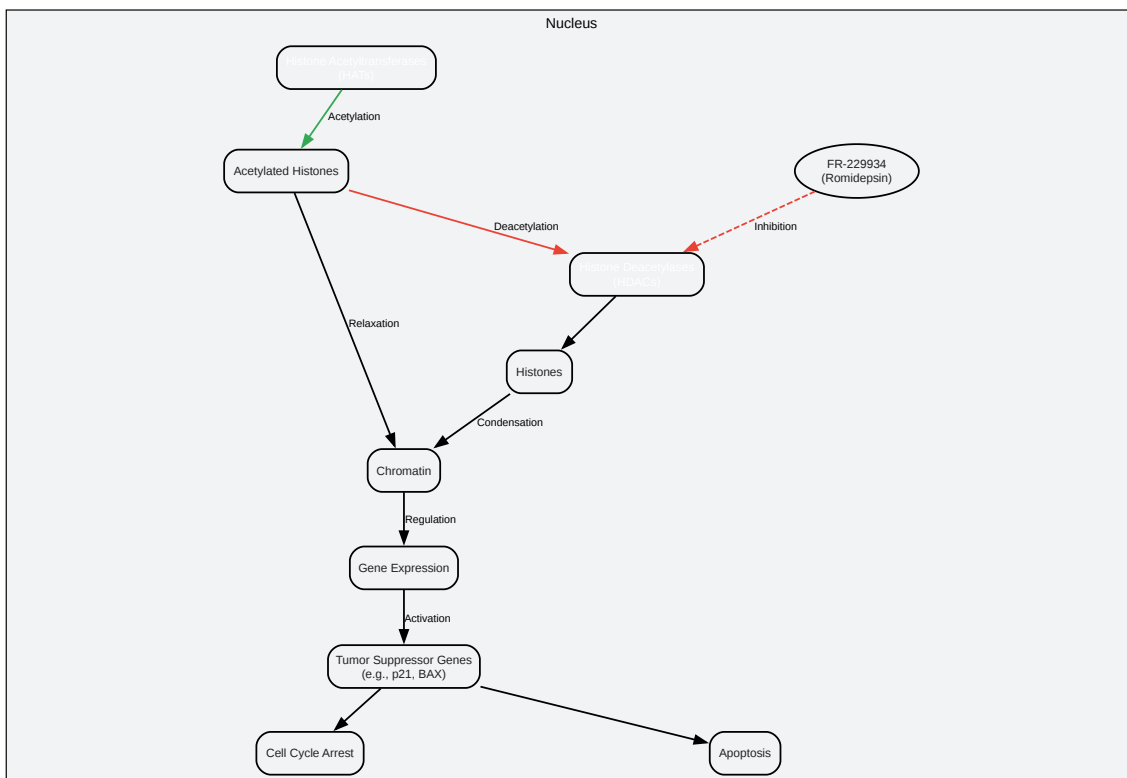 Nucleus
Histone Acetyltransferases
(HATs)
Acetylation
Acetylated Histones
FR-229934
(Romidepsin)
Deacetylation
Inhibition
Histone Deacetylases
(HDACs)
Relaxation
Histones
Condensation
Chromatin
Regulation
Gene Expression
Activation
Tumor Suppressor Genes
(e.g., p21, BAX)
Cell Cycle Arrest
Apoptosis